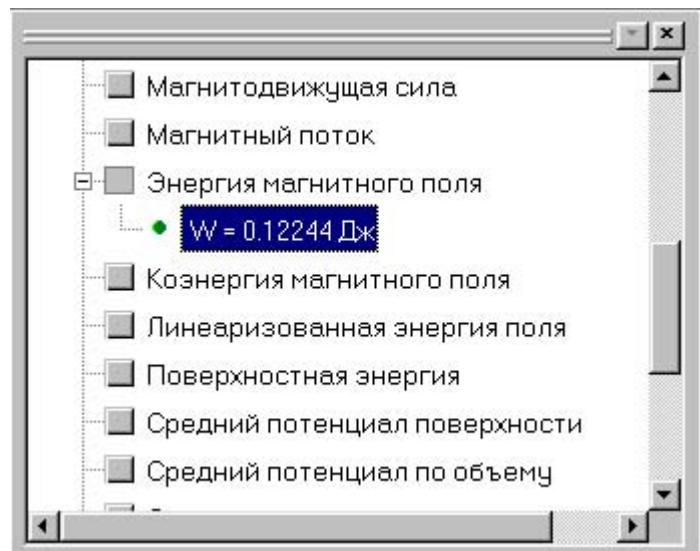 Магнитодвижущая сила
Магнитный поток
Энергия магнитного поля
W = 0.12244 Дж
Коэнергия магнитного поля
Линеаризованная энергия поля
Поверхностная энергия
Средний потенциал поверхности
Средний потенциал по объему